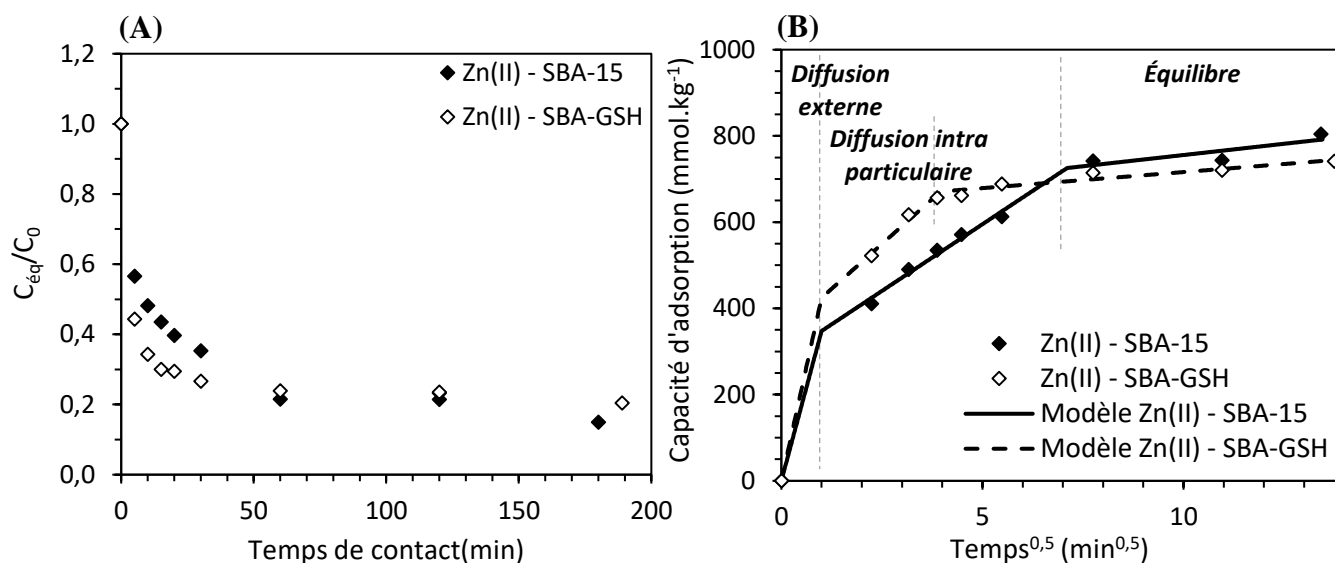 (A)
1,2
1,0
0,8
0,6
0,4
0,2
0,0
0
50
100
150
200
C_éq/C_0
Temps de contact(min)
Zn(II) - SBA-15
Zn(II) - SBA-GSH
(B)
1000
800
600
400
200
0
0
5
10
Capacité d'adsorption (mmol.kg⁻¹)
Temps^0,5 (min^0,5)
Diffusion
externe
Diffusion intra
particulaire
Équilibre
Zn(II) - SBA-15
Zn(II) - SBA-GSH
Modèle Zn(II) - SBA-15
Modèle Zn(II) - SBA-GSH